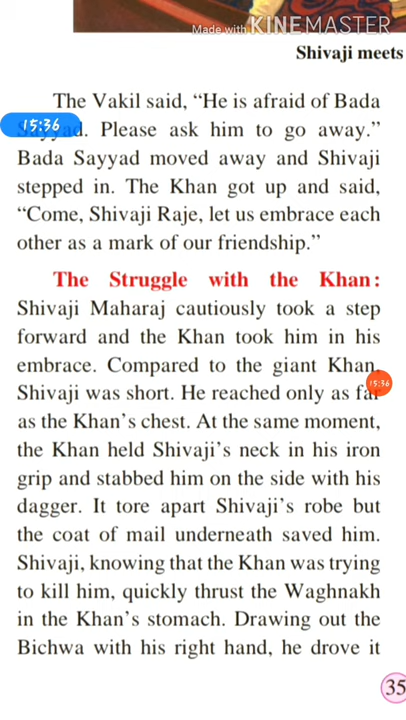 Made with KINEMASTER
Shivaji meets
The Vakil said, “He is afraid of Bada
15:36
Sayyad. Please ask him to go away.”
Bada Sayyad moved away and Shivaji
stepped in. The Khan got up and said,
“Come, Shivaji Raje, let us embrace each
other as a mark of our friendship.”
The Struggle with the Khan:
Shivaji Maharaj cautiously took a step
forward and the Khan took him in his
embrace. Compared to the giant Khan,
15:36
Shivaji was short. He reached only as far
as the Khan’s chest. At the same moment,
the Khan held Shivaji’s neck in his iron
grip and stabbed him on the side with his
dagger. It tore apart Shivaji’s robe but
the coat of mail underneath saved him.
Shivaji, knowing that the Khan was trying
to kill him, quickly thrust the Waghnakh
in the Khan’s stomach. Drawing out the
Bichwa with his right hand, he drove it
35